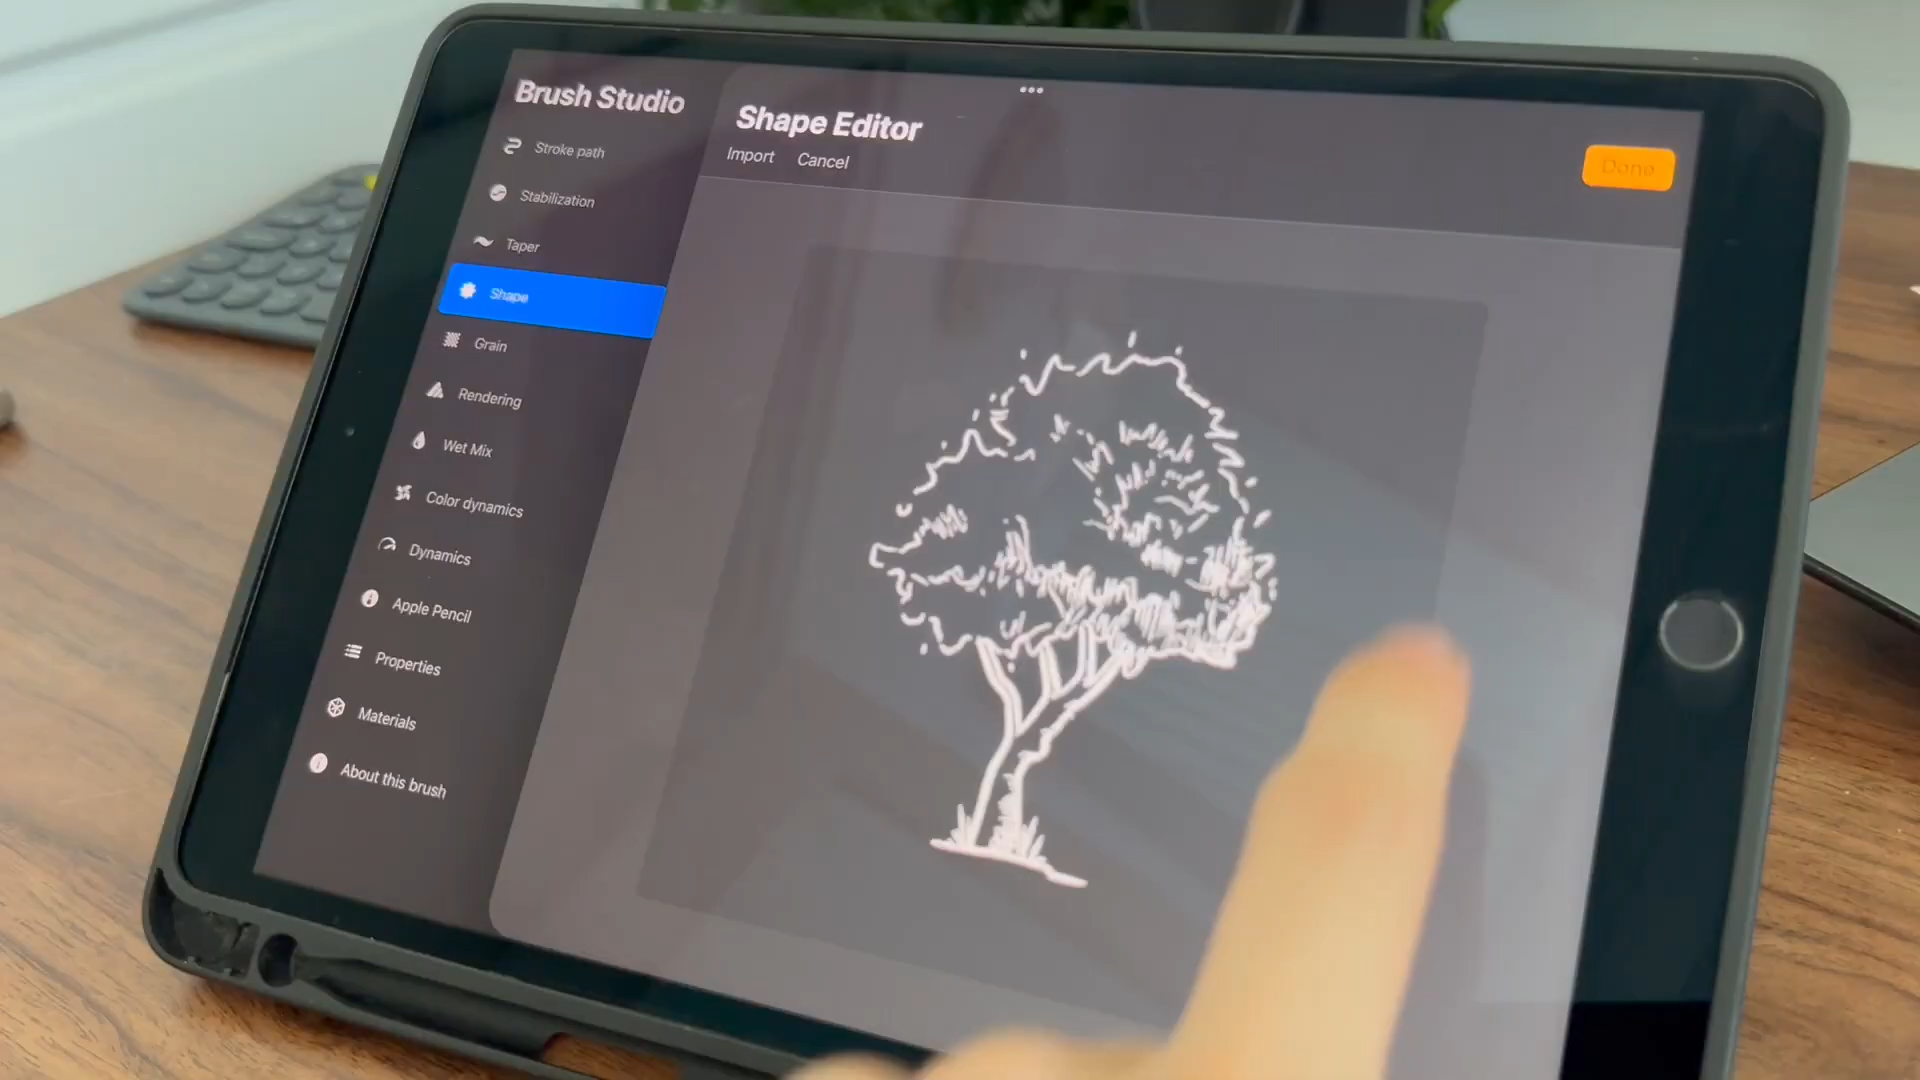 Brush Studio
Stroke path
Stabilization
Taper
Shape
Grain
Rendering
Wet Mix
Color dynamics
Dynamics
Apple Pencil
Properties
Materials
About this brush
Shape Editor
Import Cancel
Done